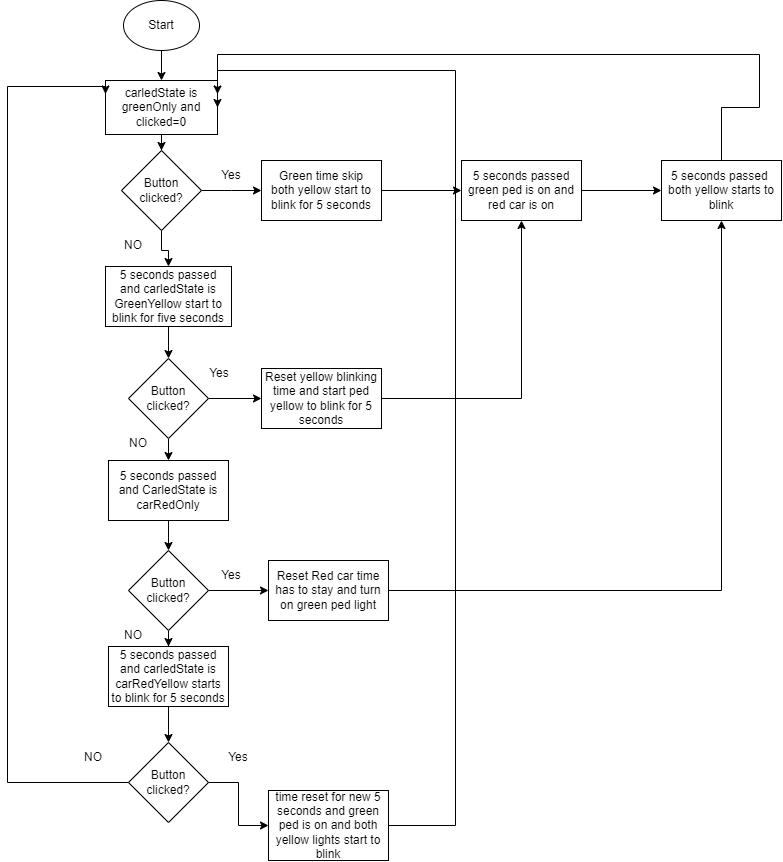 Start
carledState is
greenOnly and
clicked=0
Button
clicked?
Yes
Green time skip
both yellow start to
blink for 5 seconds
5 seconds passed
green ped is on and
red car is on
5 seconds passed
both yellow starts to
blink
NO
5 seconds passed
and carledState is
GreenYellow start to
blink for five seconds
Button
clicked?
Yes
Reset yellow blinking
time and start ped
yellow to blink for 5
seconds
NO
5 seconds passed
and CarledState is
carRedOnly
Button
clicked?
Yes
Reset Red car time
has to stay and turn
on green ped light
NO
5 seconds passed
and carledState is
carRedYellow starts
to blink for 5 seconds
NO
Button
clicked?
Yes
time reset for new 5
seconds and green
ped is on and both
yellow lights start to
blink